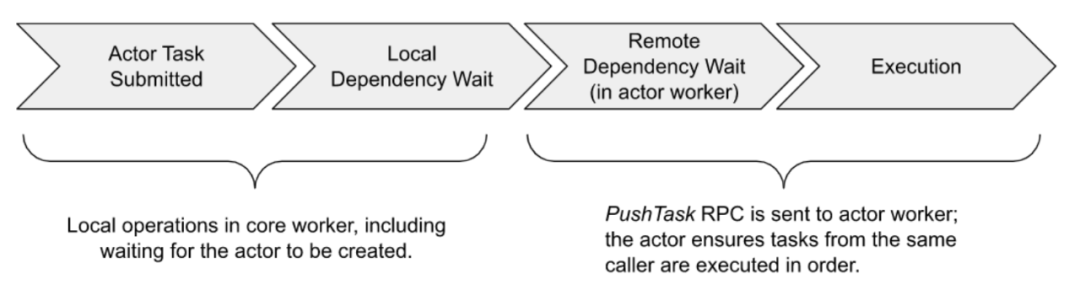 Actor Task
Submitted
Local
Dependency Wait
Remote
Dependency Wait
(in actor worker)
Execution
Local operations in core worker, including
waiting for the actor to be created.
PushTask RPC is sent to actor worker;
the actor ensures tasks from the same
caller are executed in order.